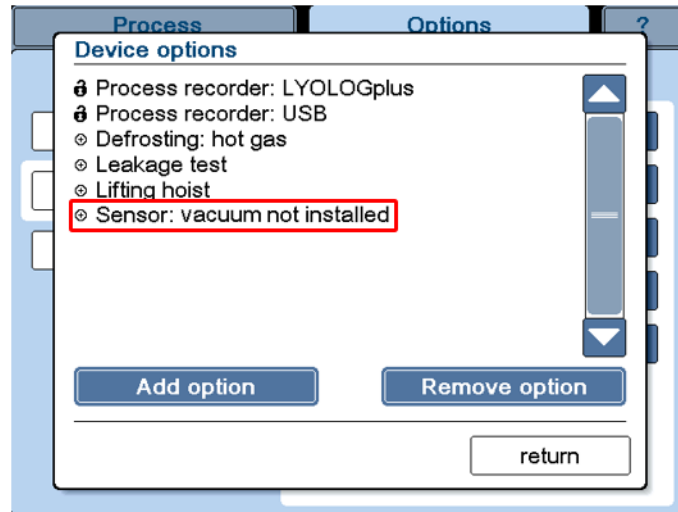 Process Options ?
Device options
Process recorder: LYOLOGplus
Process recorder: USB
Defrosting: hot gas
Leakage test
Lifting hoist
Sensor: vacuum not installed
Add option Remove option
return